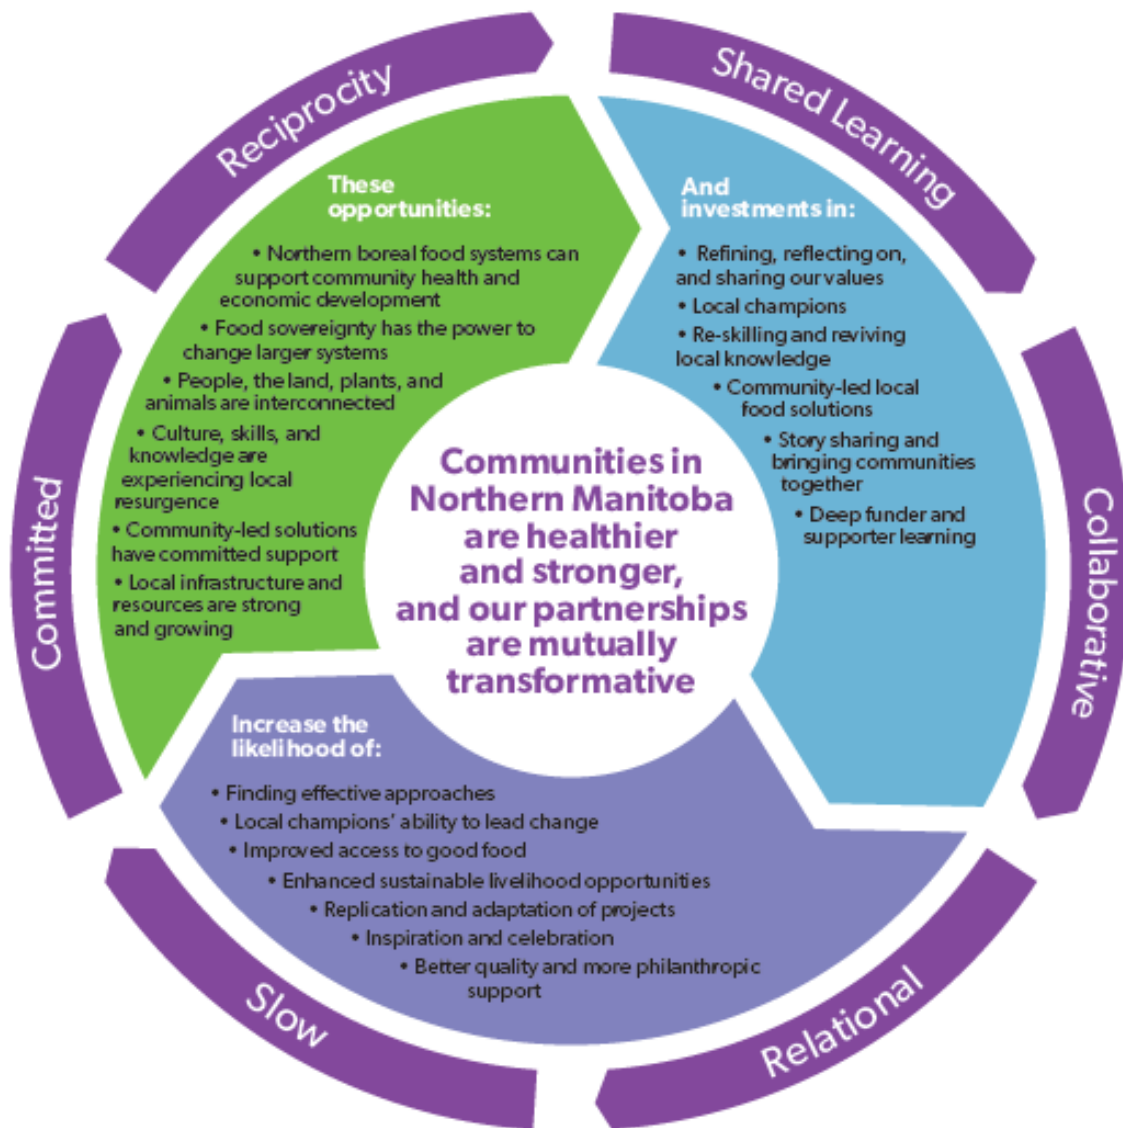 Reciprocity
Shared Learning
Collaborative
Relational
Slow
Committed
These
opportunities:
• Northern boreal food systems can
support community health and
economic development
• Food sovereignty has the power to
change larger systems
• People, the land, plants, and
animals are interconnected
• Culture, skills, and
knowledge are
experiencing local
resurgence
• Community-led solutions
have committed support
• Local infrastructure and
resources are strong
and growing
And
investments in:
• Refining, reflecting on,
and sharing our values
• Local champions
• Re-skilling and reviving
local knowledge
• Community-led local
food solutions
• Story sharing and
bringing communities
together
• Deep funder and
supporter learning
Increase the
likelihood of:
• Finding effective approaches
• Local champions’ ability to lead change
• Improved access to good food
• Enhanced sustainable livelihood opportunities
• Replication and adaptation of projects
• Inspiration and celebration
• Better quality and more philanthropic
support
Communities in
Northern Manitoba
are healthier
and stronger,
and our partnerships
are mutually
transformative